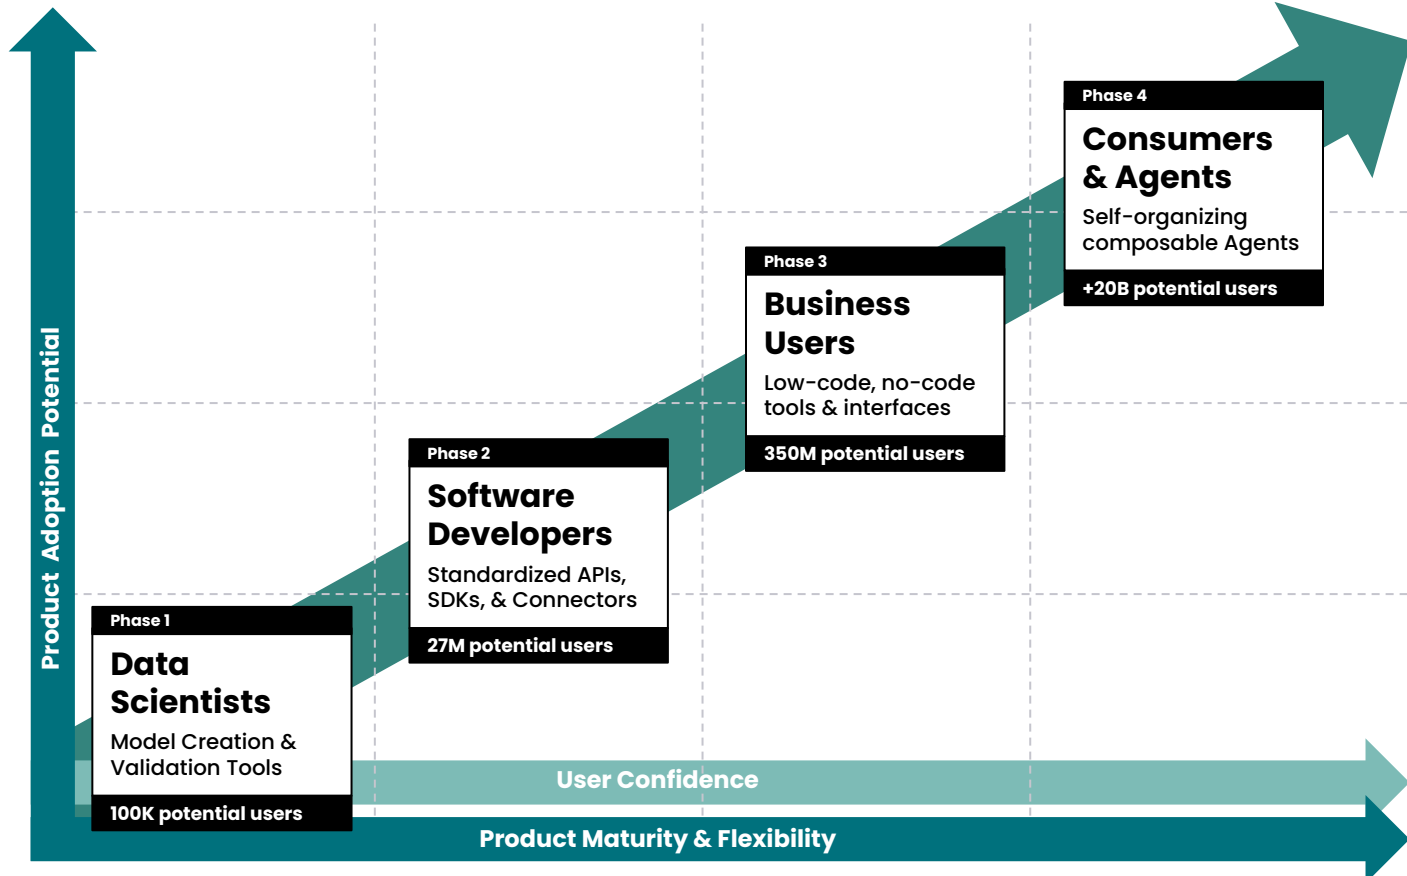 Product Adoption Potential
Phase 1
Data
Scientists
Model Creation &
Validation Tools
100K potential users
Phase 2
Software
Developers
Standardized APIs,
SDKs, & Connectors
27M potential users
Phase 3
Business
Users
Low-code, no-code
tools & interfaces
350M potential users
Phase 4
Consumers
& Agents
Self-organizing
composable Agents
+20B potential users
User Confidence
Product Maturity & Flexibility